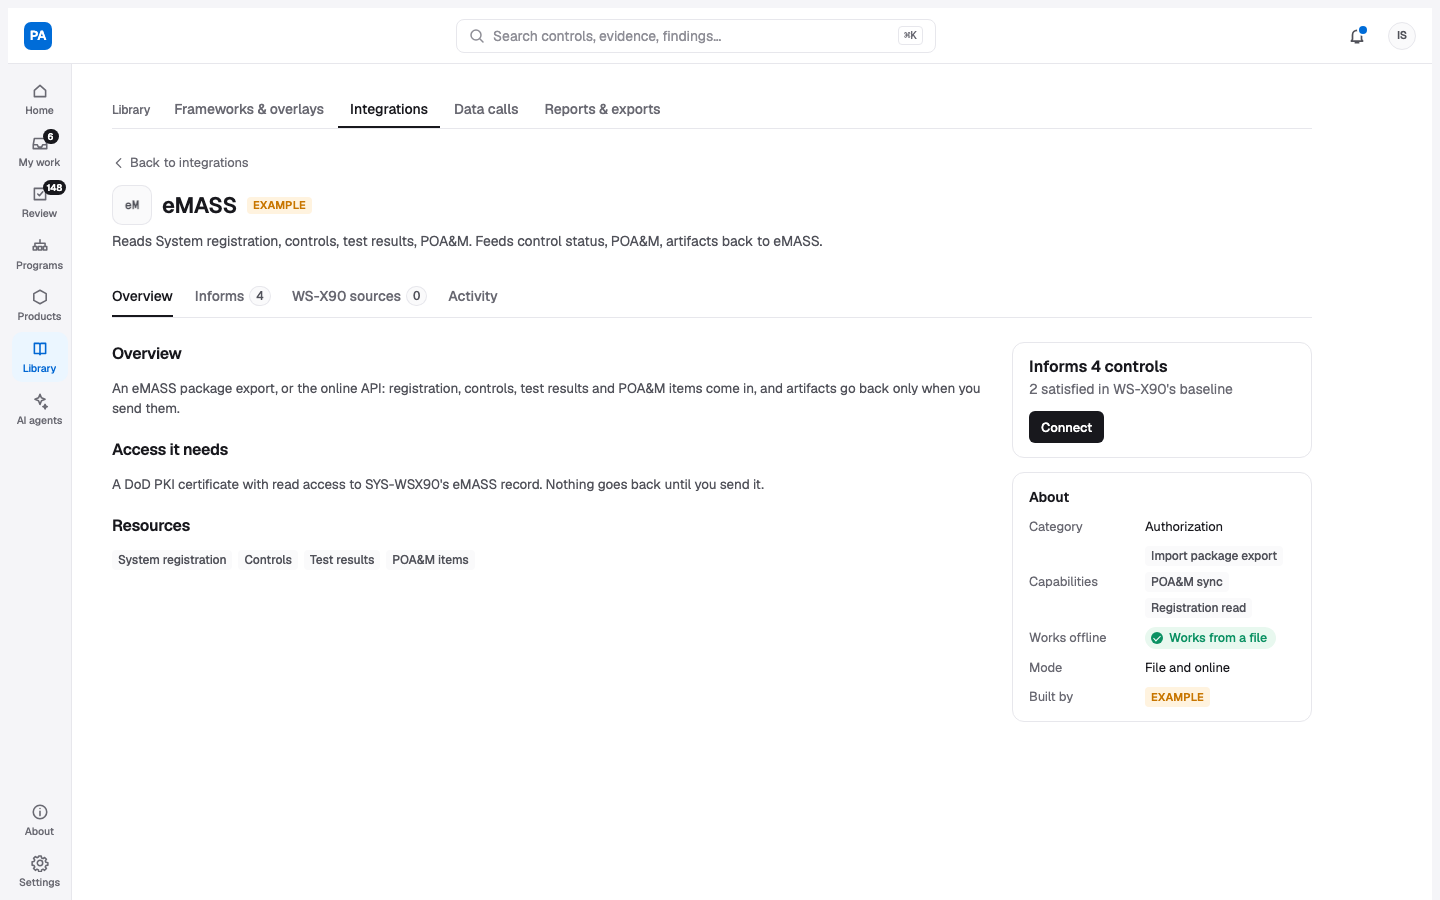 PA
Search controls, evidence, findings...
⌘K
IS
Home
6
My work
148
Review
Programs
Products
Library
AI agents
About
Settings
Library
Frameworks & overlays
Integrations
Data calls
Reports & exports
Back to integrations
eM
eMASS
EXAMPLE
Reads System registration, controls, test results, POA&M. Feeds control status, POA&M, artifacts back to eMASS.
Overview
Informs 4
WS-X90 sources 0
Activity
Overview
An eMASS package export, or the online API: registration, controls, test results and POA&M items come in, and artifacts go back only when you
send them.
Access it needs
A DoD PKI certificate with read access to SYS-WSX90's eMASS record. Nothing goes back until you send it.
Resources
System registration
Controls
Test results
POA&M items
Informs 4 controls
2 satisfied in WS-X90's baseline
Connect
About
Category
Authorization
Capabilities
Import package export
POA&M sync
Registration read
Works offline
Works from a file
Mode
File and online
Built by
EXAMPLE